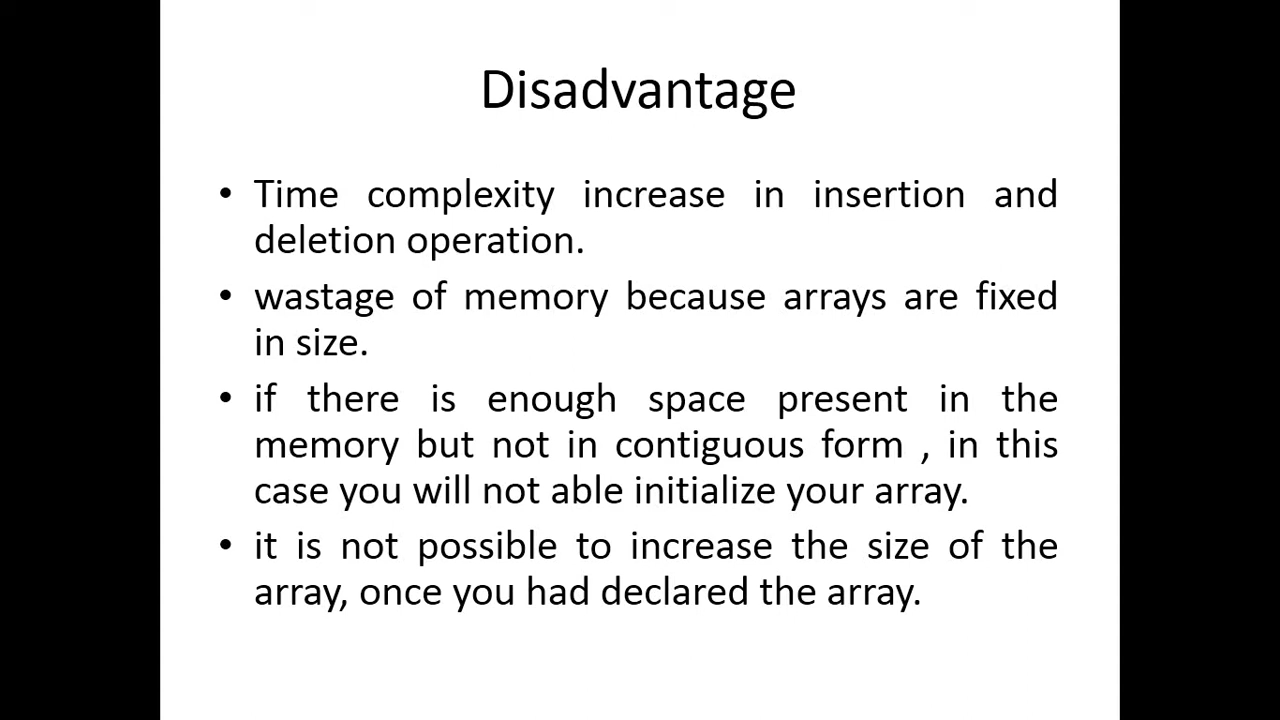 Disadvantage
• Time complexity increase in insertion and
deletion operation.
• wastage of memory because arrays are fixed
in size.
• if there is enough space present in the
memory but not in contiguous form , in this
case you will not able initialize your array.
• it is not possible to increase the size of the
array, once you had declared the array.